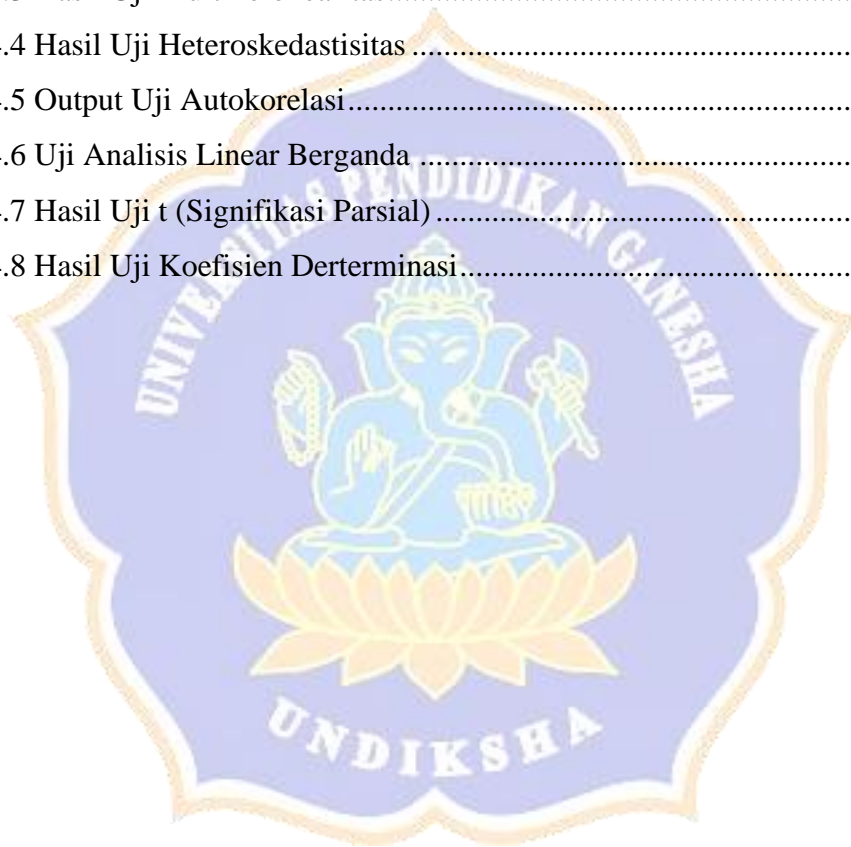 .4 Hasil Uji Heteroskedastisitas ......................................................
.5 Output Uji Autokorelasi ...............................................................
.6 Uji Analisis Linear Berganda ......................................................
.7 Hasil Uji t (Signifikasi Parsial) ....................................................
.8 Hasil Uji Koefisien Derterminasi.................................................
UNIVERSITAS PENDIDIKAN GANESHA
UNDIKSHA